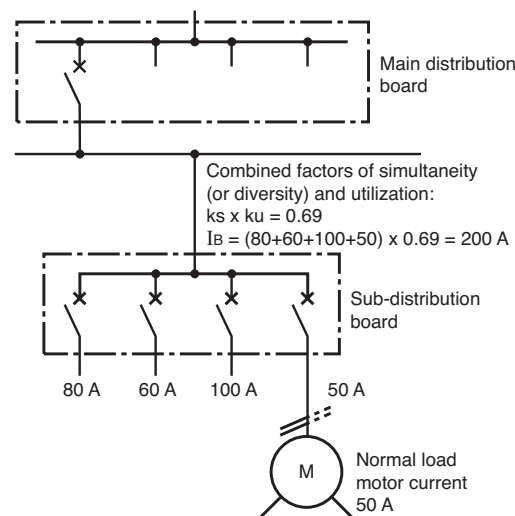 Main distribution
board
Combined factors of simultaneity
(or diversity) and utilization:
ks x ku = 0.69
IB = (80+60+100+50) x 0.69 = 200 A
Sub-distribution
board
80 A
60 A
100 A
50 A
M
Normal load
motor current
50 A